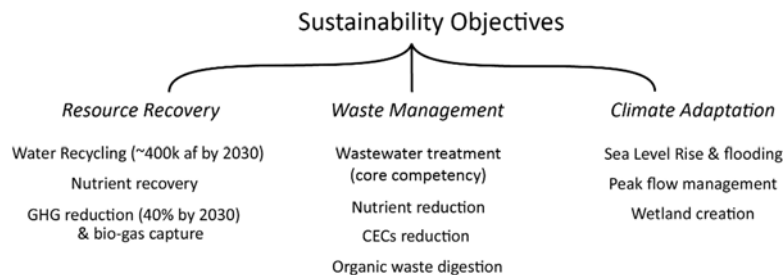 Sustainability Objectives
Resource Recovery
Water Recycling (~400k af by 2030)
Nutrient recovery
GHG reduction (40% by 2030)
& bio-gas capture
Waste Management
Wastewater treatment
(core competency)
Nutrient reduction
CECs reduction
Organic waste digestion
Climate Adaptation
Sea Level Rise & flooding
Peak flow management
Wetland creation